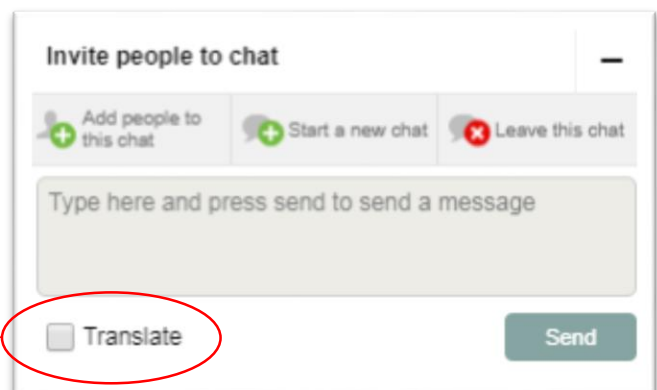 Invite people to chat
Add people to
this chat
Start a new chat
Leave this chat
Type here and press send to send a message
Translate
Send